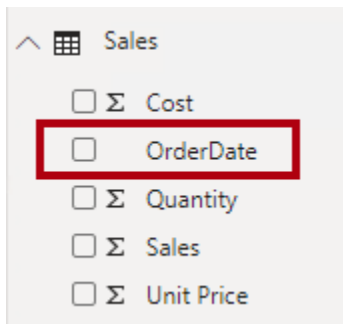 Sales
Σ Cost
OrderDate
Σ Quantity
Σ Sales
Σ Unit Price